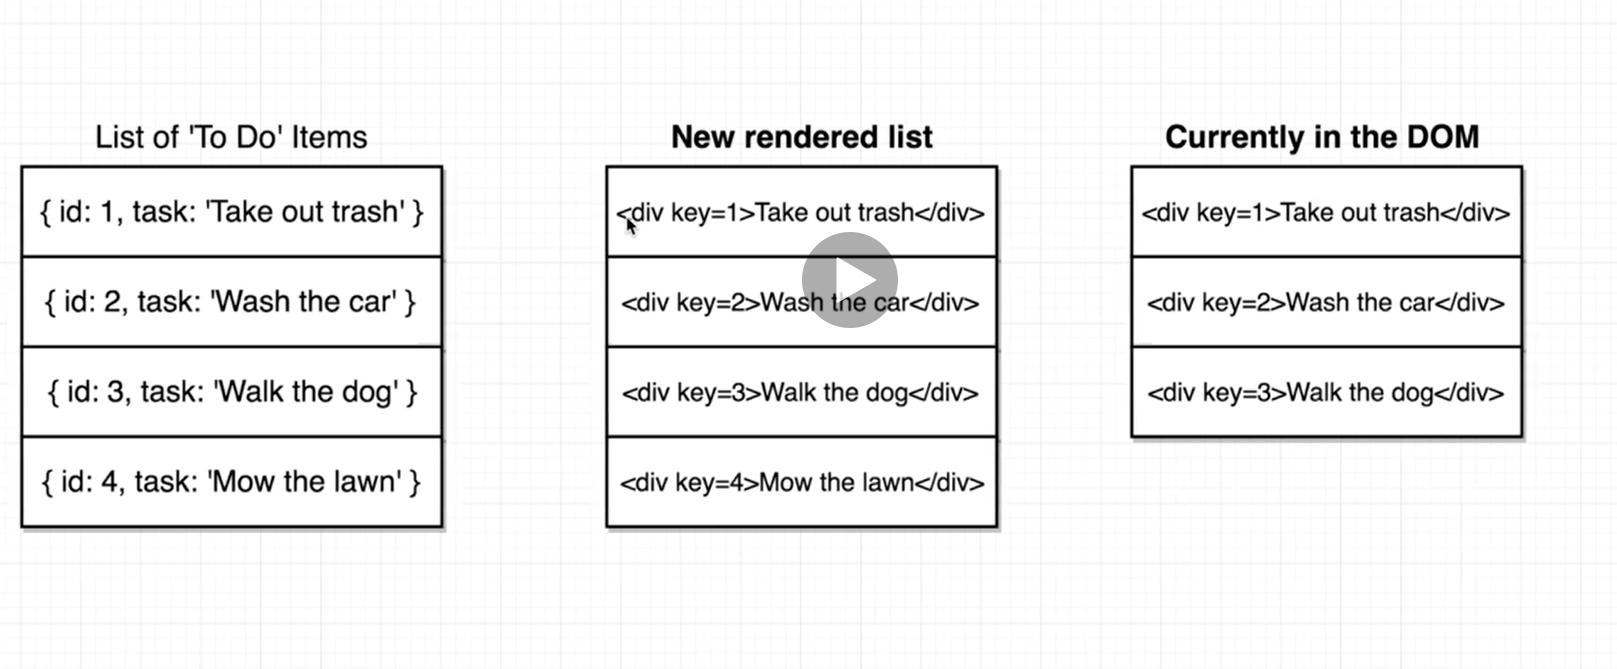 List of 'To Do' Items
{ id: 1, task: 'Take out trash' }
{ id: 2, task: 'Wash the car' }
{ id: 3, task: 'Walk the dog' }
{ id: 4, task: 'Mow the lawn' }
New rendered list
<div key=1>Take out trash</div>
<div key=2>Wash the car</div>
<div key=3>Walk the dog</div>
<div key=4>Mow the lawn</div>
Currently in the DOM
<div key=1>Take out trash</div>
<div key=2>Wash the car</div>
<div key=3>Walk the dog</div>